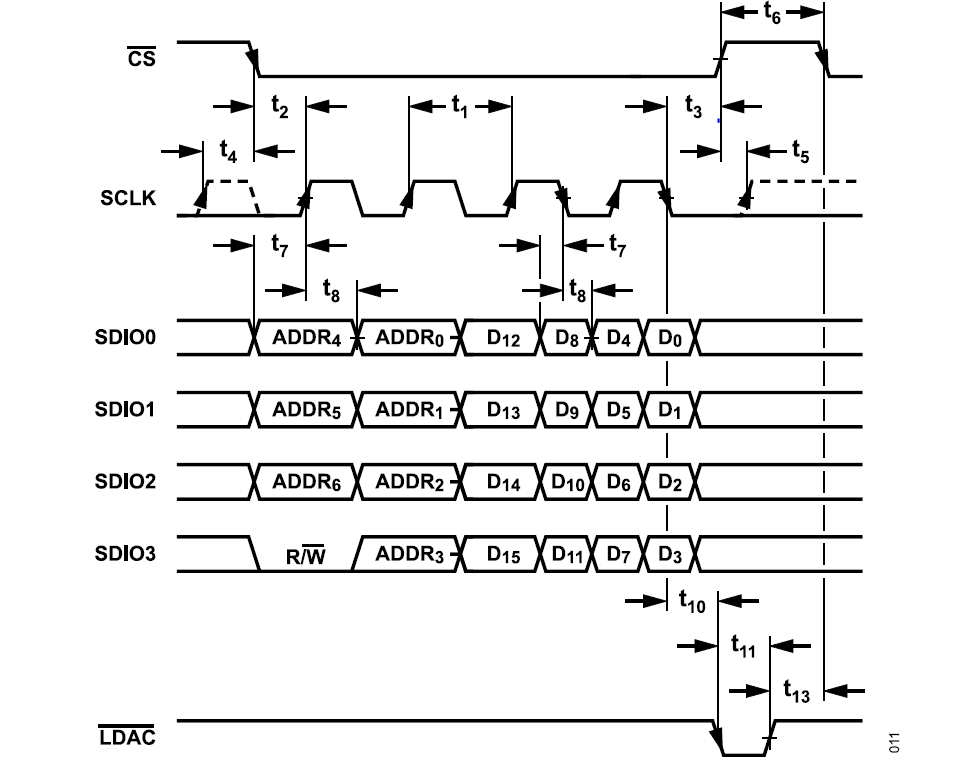 t6
CS
t2 t1 t3
t4 t5
SCLK
t7 t7
t8 t8
SDIO0 ADDR4 ADDR0 D12 D8 D4 D0
SDIO1 ADDR5 ADDR1 D13 D9 D5 D1
SDIO2 ADDR6 ADDR2 D14 D10 D6 D2
SDIO3 R/W ADDR3 D15 D11 D7 D3
t10
t11
t13
LDAC
011